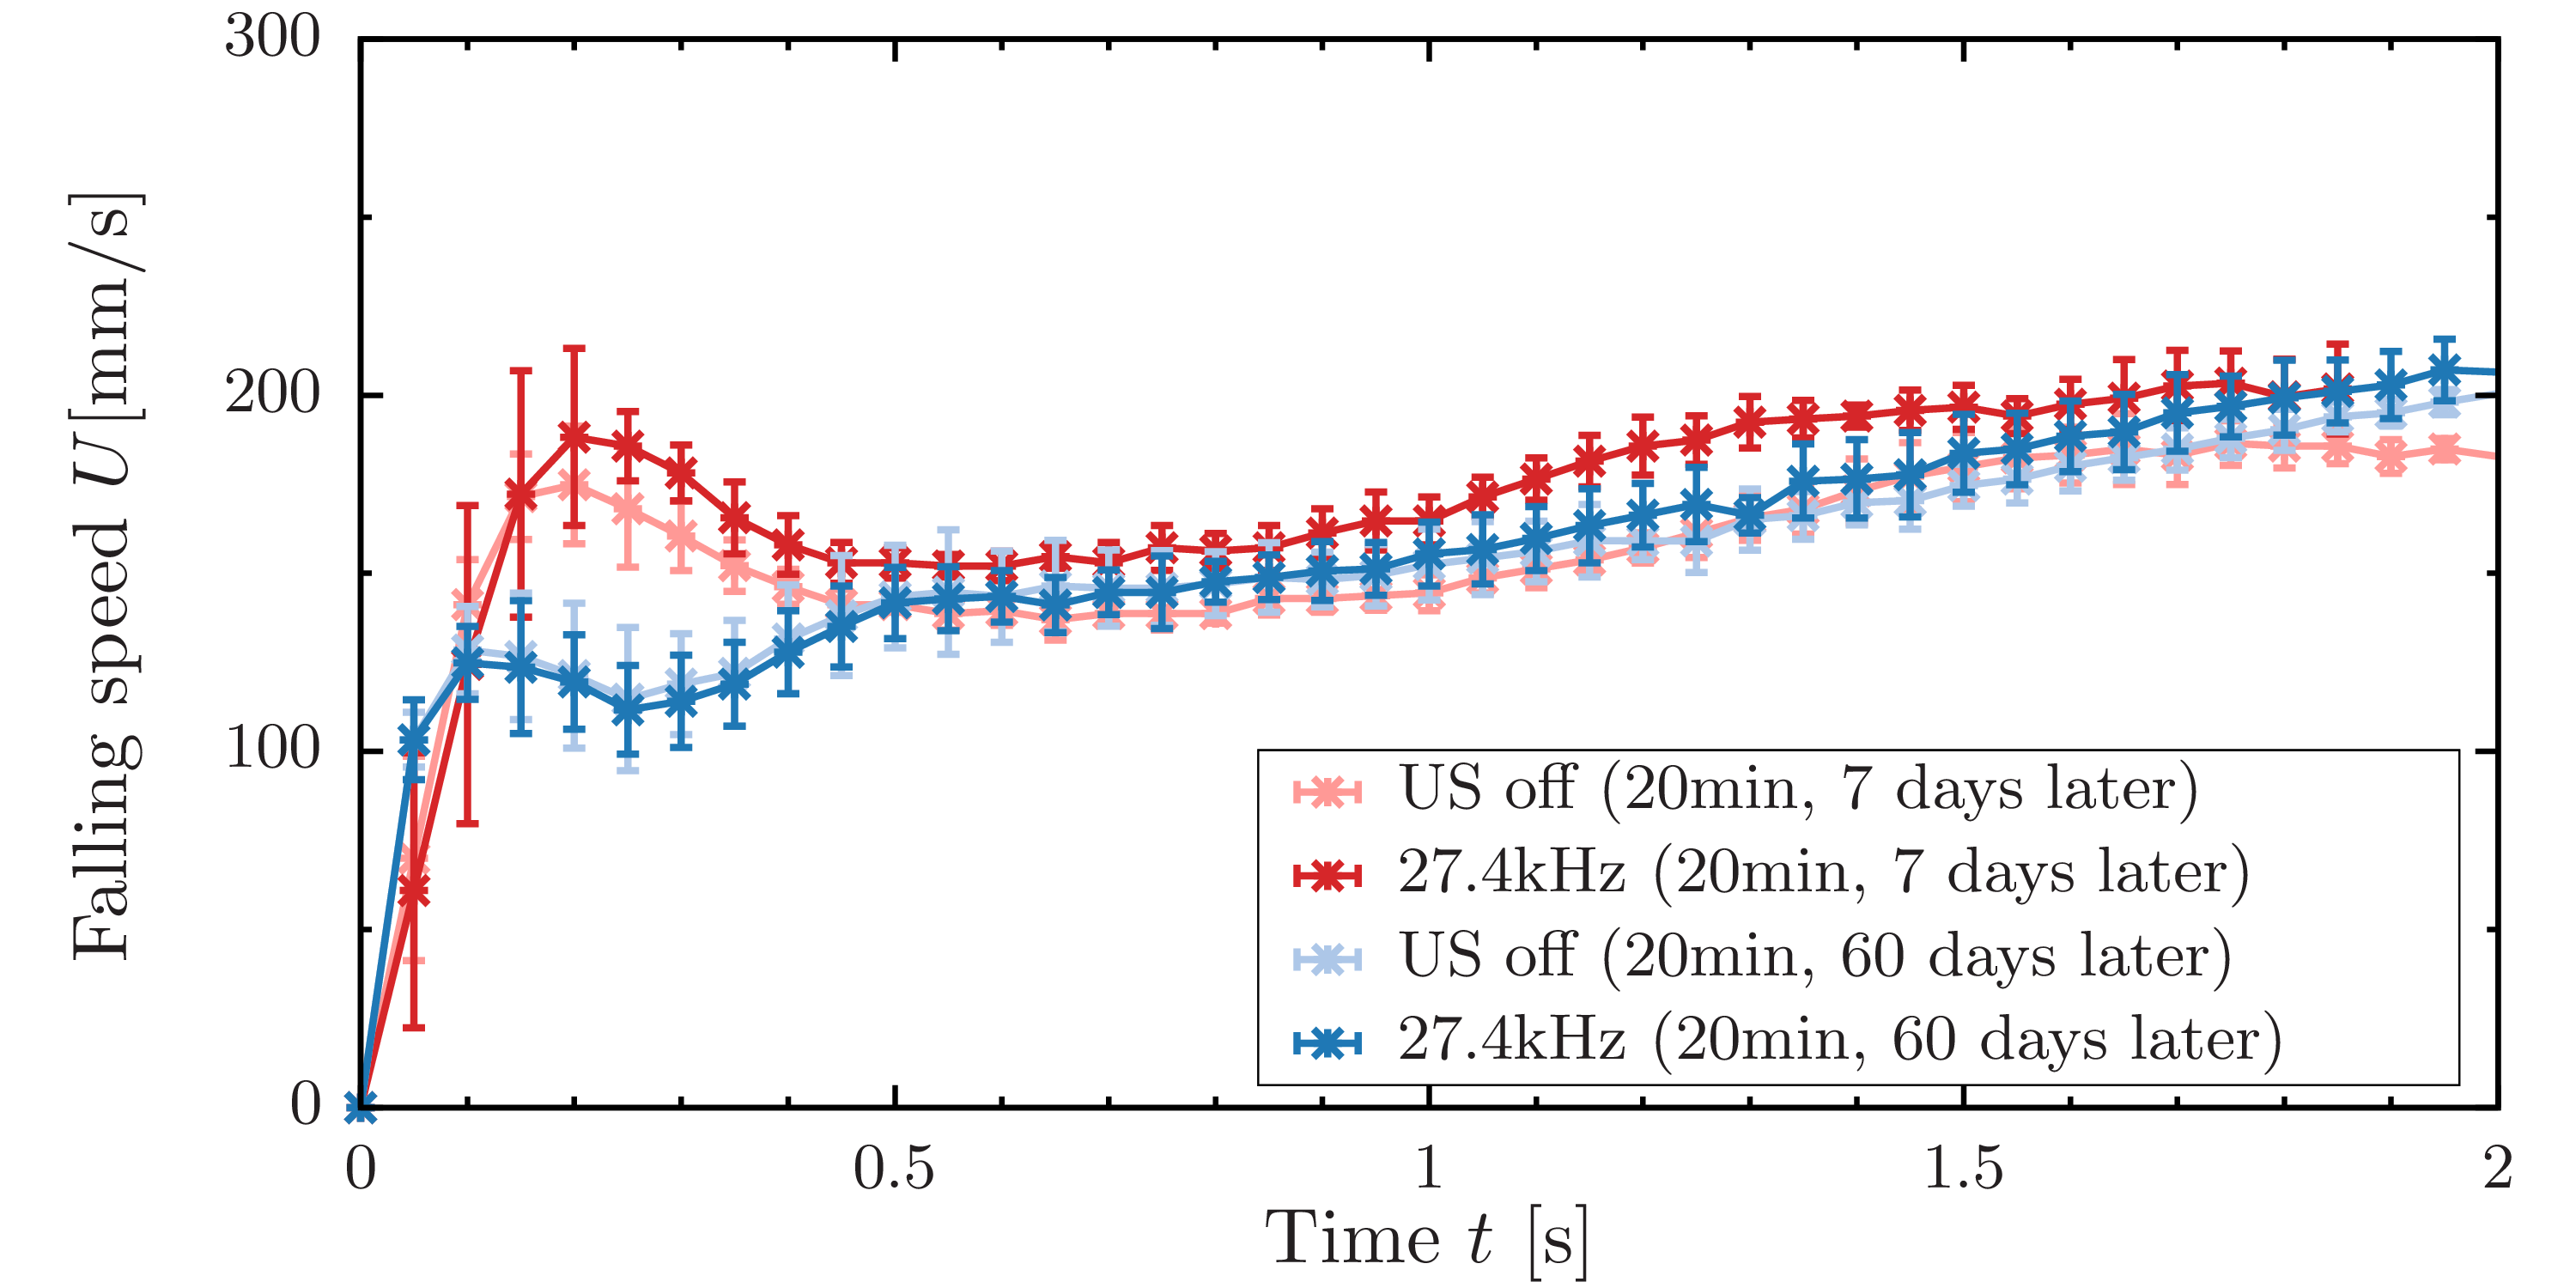 300
200
100
0
Falling speed U[mm/s]
US off (20min, 7 days later)
27.4kHz (20min, 7 days later)
US off (20min, 60 days later)
27.4kHz (20min, 60 days later)
0 0.5 1 1.5 2
Time t [s]